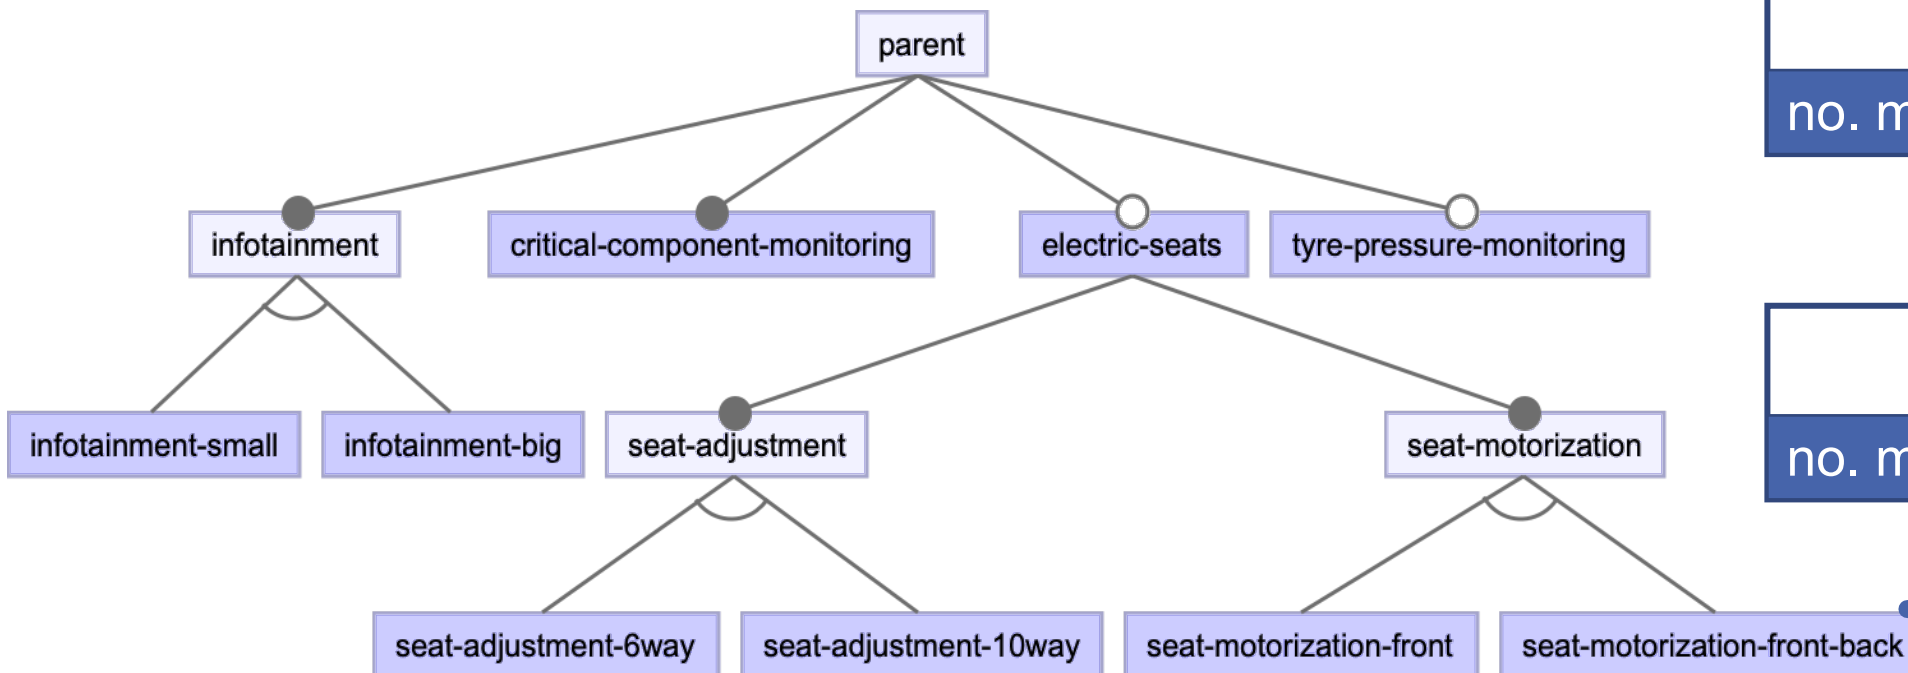 parent
no. m
infotainment
critical-component-monitoring
electric-seats
tyre-pressure-monitoring
infotainment-small
infotainment-big
seat-adjustment
seat-motorization
no. m
seat-adjustment-6way
seat-adjustment-10way
seat-motorization-front
seat-motorization-front-back